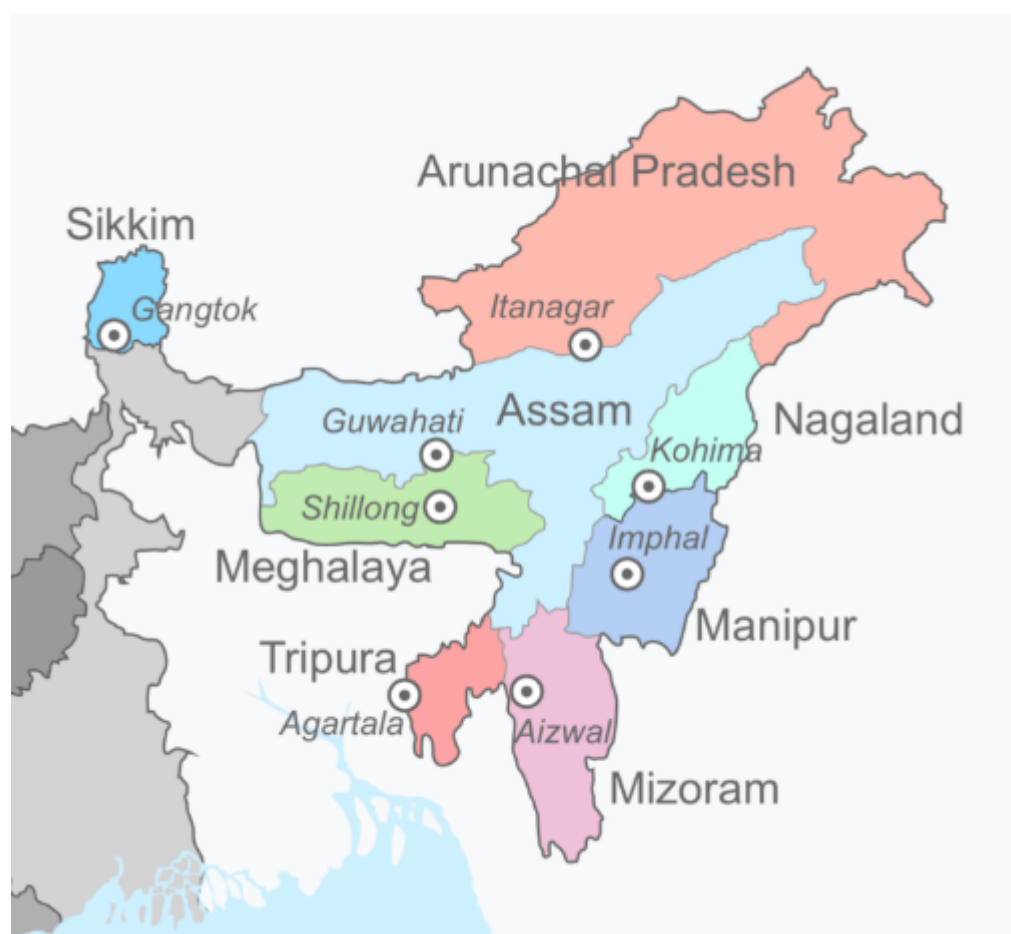 Arunachal Pradesh
Sikkim
Gangtok
Itanagar
Guwahati
Assam
Nagaland
Kohima
Shillong
Imphal
Meghalaya
Manipur
Tripura
Agartala
Aizwal
Mizoram